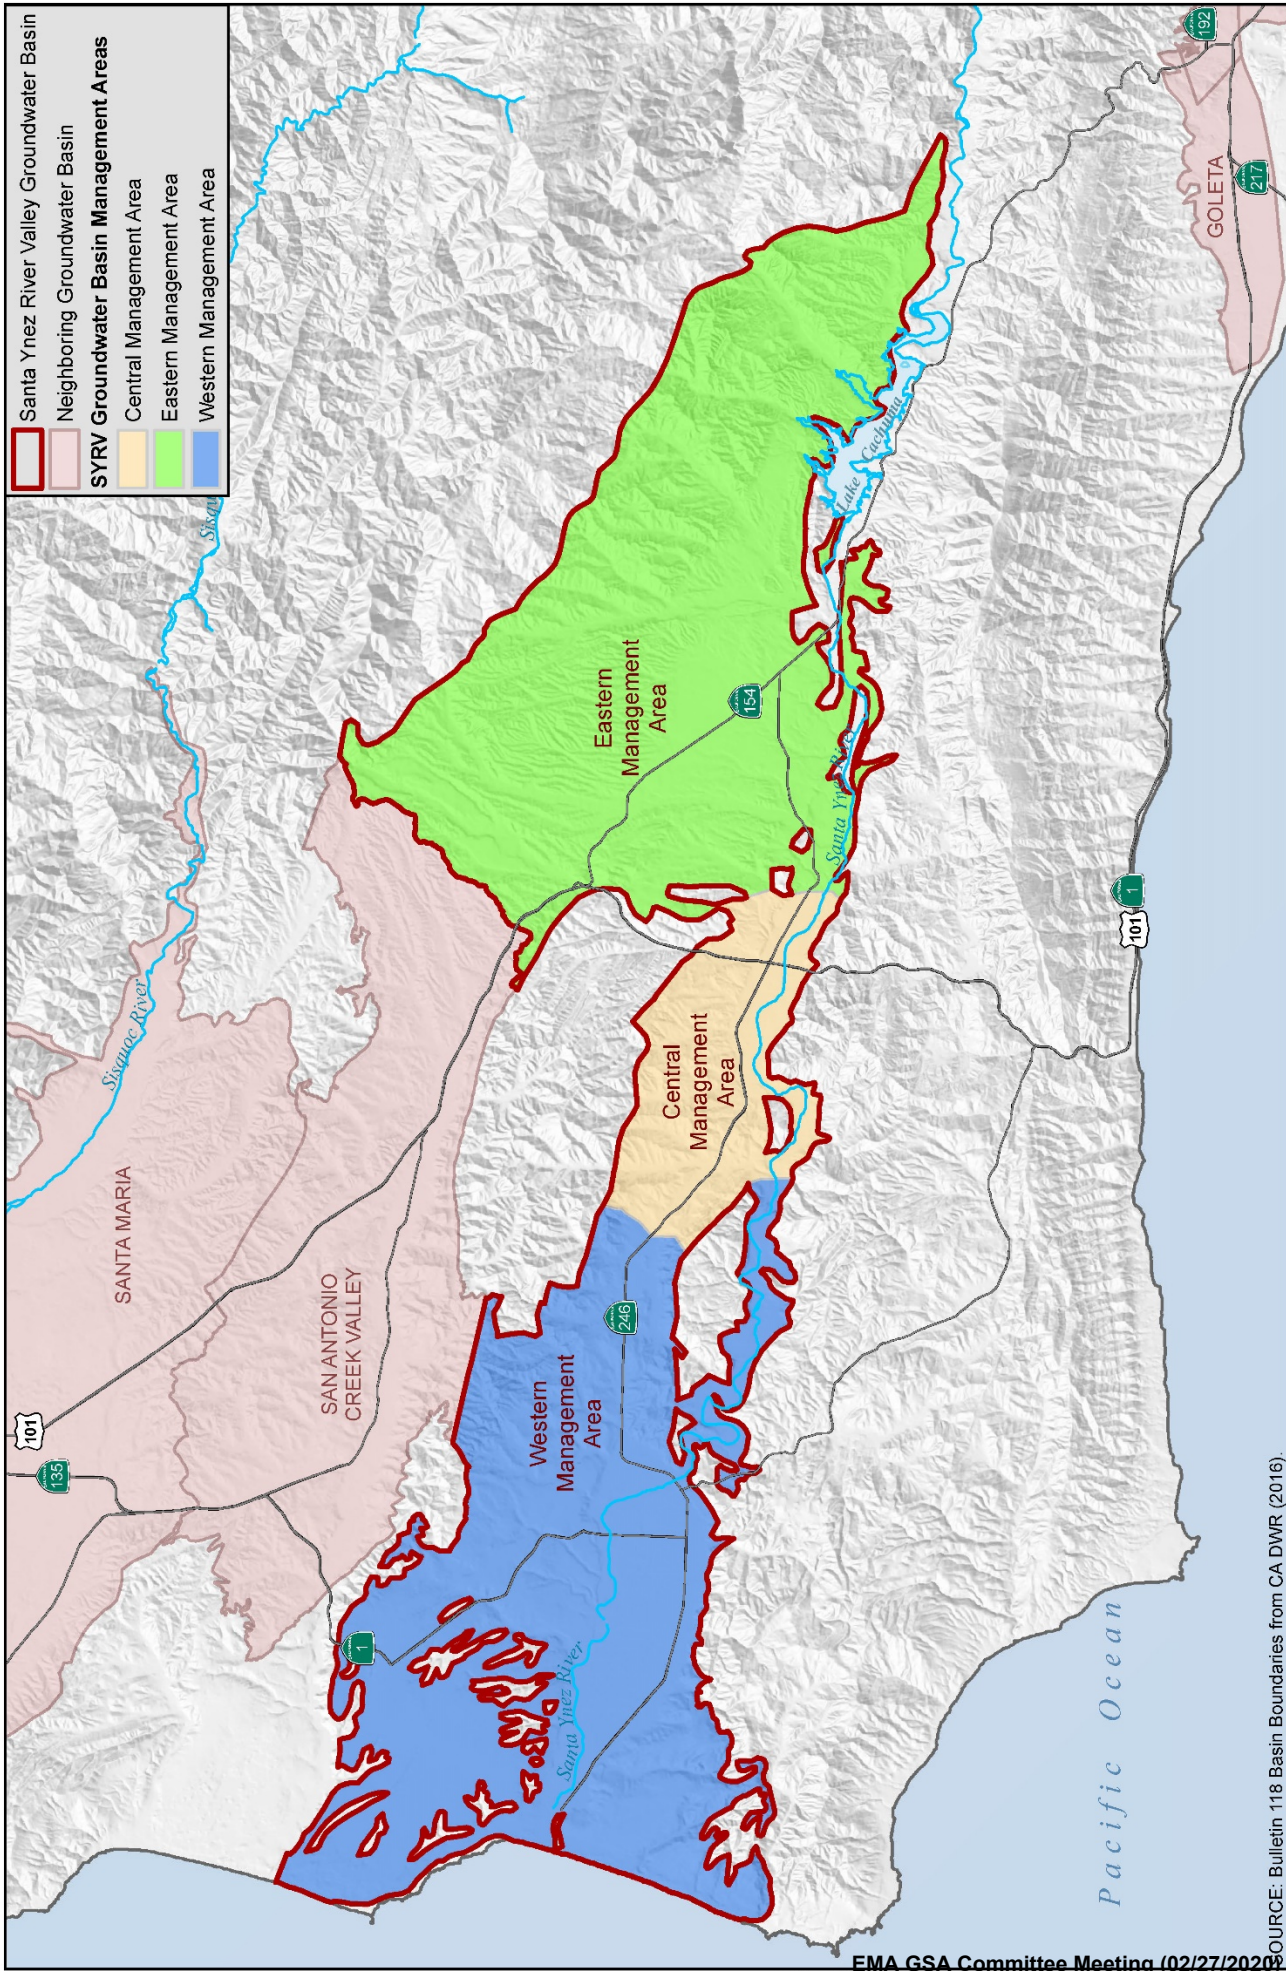 Santa Ynez River Valley Groundwater Basin
Neighboring Groundwater Basin
SYRV Groundwater Basin Management Areas
Central Management Area
Eastern Management Area
Western Management Area
101
135
SANTA MARIA
Sisquoc River
Sisqu
SAN ANTONIO
CREEK VALLEY
1
Western
Management
Area
246
Central
Management
Area
Eastern
Management
Area
154
Santa Ynez River
Santa Ynez River
Lake Cachuma
192
217
GOLETA
101
1
Pacific Ocean
SOURCE: Bulletin 118 Basin Boundaries from CA DWR (2016).
EMA GSA Committee Meeting (02/27/2020)